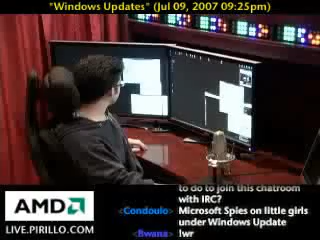 "Windows Updates" (Jul 09, 2007 09:25pm)
AMD
LIVE.PIRILLO.COM
to do to join this chatroom
with IRC?
<Condoulo> Microsoft Spies on little girls
under Windows Update
<flwana> !wr